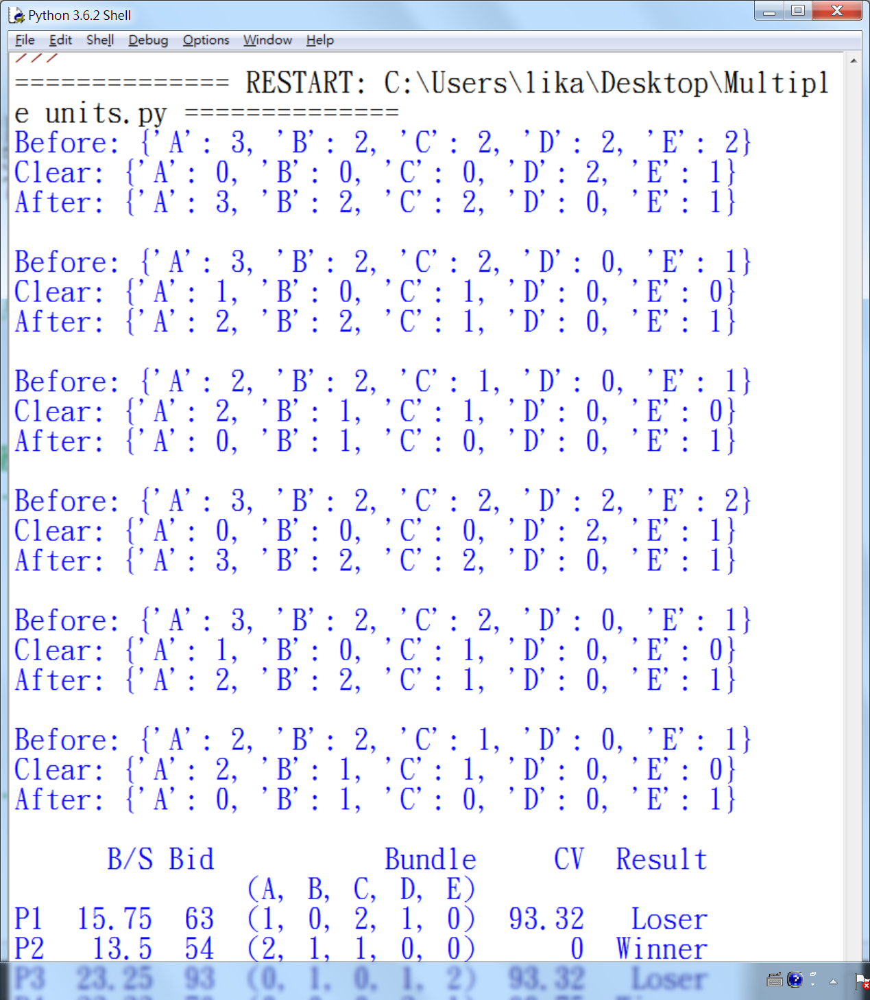 Python 3.6.2 Shell
File Edit Shell Debug Options Window Help
============== RESTART: C:\Users\lika\Desktop\Multipl
e units.py ==============
Before: {'A': 3, 'B': 2, 'C': 2, 'D': 2, 'E': 2}
Clear: {'A': 0, 'B': 0, 'C': 0, 'D': 2, 'E': 1}
After: {'A': 3, 'B': 2, 'C': 2, 'D': 0, 'E': 1}
Before: {'A': 3, 'B': 2, 'C': 2, 'D': 0, 'E': 1}
Clear: {'A': 1, 'B': 0, 'C': 1, 'D': 0, 'E': 0}
After: {'A': 2, 'B': 2, 'C': 1, 'D': 0, 'E': 1}
Before: {'A': 2, 'B': 2, 'C': 1, 'D': 0, 'E': 1}
Clear: {'A': 2, 'B': 1, 'C': 1, 'D': 0, 'E': 0}
After: {'A': 0, 'B': 1, 'C': 0, 'D': 0, 'E': 1}
Before: {'A': 3, 'B': 2, 'C': 2, 'D': 2, 'E': 2}
Clear: {'A': 0, 'B': 0, 'C': 0, 'D': 2, 'E': 1}
After: {'A': 3, 'B': 2, 'C': 2, 'D': 0, 'E': 1}
Before: {'A': 3, 'B': 2, 'C': 2, 'D': 0, 'E': 1}
Clear: {'A': 1, 'B': 0, 'C': 1, 'D': 0, 'E': 0}
After: {'A': 2, 'B': 2, 'C': 1, 'D': 0, 'E': 1}
Before: {'A': 2, 'B': 2, 'C': 1, 'D': 0, 'E': 1}
Clear: {'A': 2, 'B': 1, 'C': 1, 'D': 0, 'E': 0}
After: {'A': 0, 'B': 1, 'C': 0, 'D': 0, 'E': 1}
B/S Bid Bundle CV Result
(A, B, C, D, E)
P1 15.75 63 (1, 0, 2, 1, 0) 93.32 Loser
P2 13.5 54 (2, 1, 1, 0, 0) 0 Winner
P3 23.25 93 (0, 1, 0, 1, 2) 93.32 Loser